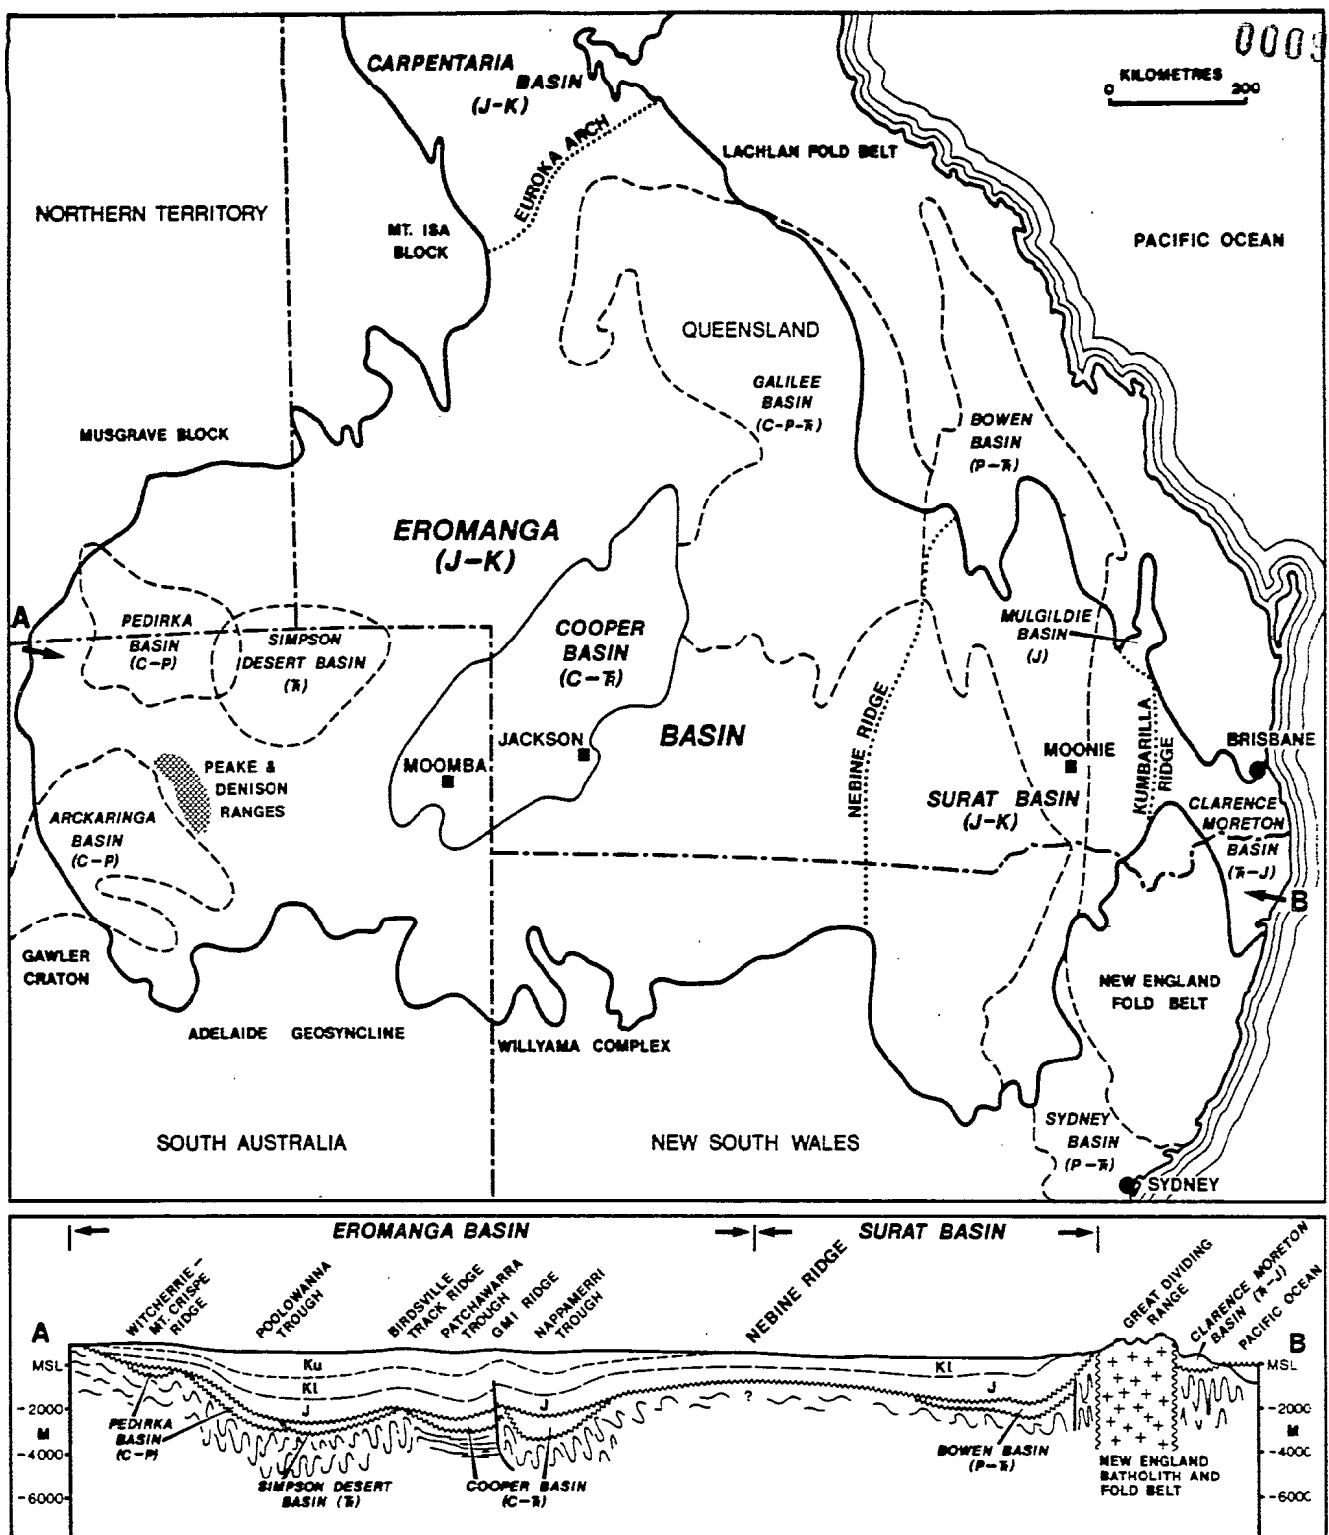 0009
KILOMETRES
0 200
CARPENTARIA
BASIN
(J-K)
EUROKA ARCH
LACHLAN FOLD BELT
NORTHERN TERRITORY
MT. ISA
BLOCK
PACIFIC OCEAN
QUEENSLAND
GALILEE
BASIN
(C-P-Ꞃ)
MUSGRAVE BLOCK
BOWEN
BASIN
(P-Ꞃ)
EROMANGA
(J-K)
A
PEDIRKA
BASIN
(C-P)
SIMPSON
DESERT BASIN
(Ꞃ)
COOPER
BASIN
(C-Ꞃ)
MULGILDIE
BASIN
(J)
BASIN
NEBINE RIDGE
JACKSON
MOOMBA
MOONIE
KUMBARILLA
RIDGE
BRISBANE
PEAKE &
DENISON
RANGES
SURAT BASIN
(J-K)
CLARENCE
MORETON
BASIN
(Ꞃ-J)
ARCKARINGA
BASIN
(C-P)
B
GAWLER
CRATON
NEW ENGLAND
FOLD BELT
ADELAIDE GEOSYNCLINE
WILLYAMA COMPLEX
SOUTH AUSTRALIA
NEW SOUTH WALES
SYDNEY
BASIN
(P-Ꞃ)
SYDNEY
EROMANGA BASIN
SURAT BASIN
WITCHERRIE-
MT. CRISPE
RIDGE
POOLOWANNA
TROUGH
BIRDSVILLE
TRACK RIDGE
PATCHAWARRA
TROUGH
GMI RIDGE
NAPPAMERRI
TROUGH
NEBINE RIDGE
GREAT DIVIDING
RANGE
CLARENCE MORETON
BASIN (Ꞃ-J)
PACIFIC OCEAN
A
B
MSL
Ku
Kl
Kl
MSL
J
J
-2000
?
-2000
M
M
PEDIRKA
BASIN
(C-P)
-4000
BOWEN BASIN
(P-Ꞃ)
-4000
SIMPSON DESERT
BASIN (Ꞃ)
COOPER BASIN
(C-Ꞃ)
NEW ENGLAND
BATHOLITH AND
FOLD BELT
-6000
-6000